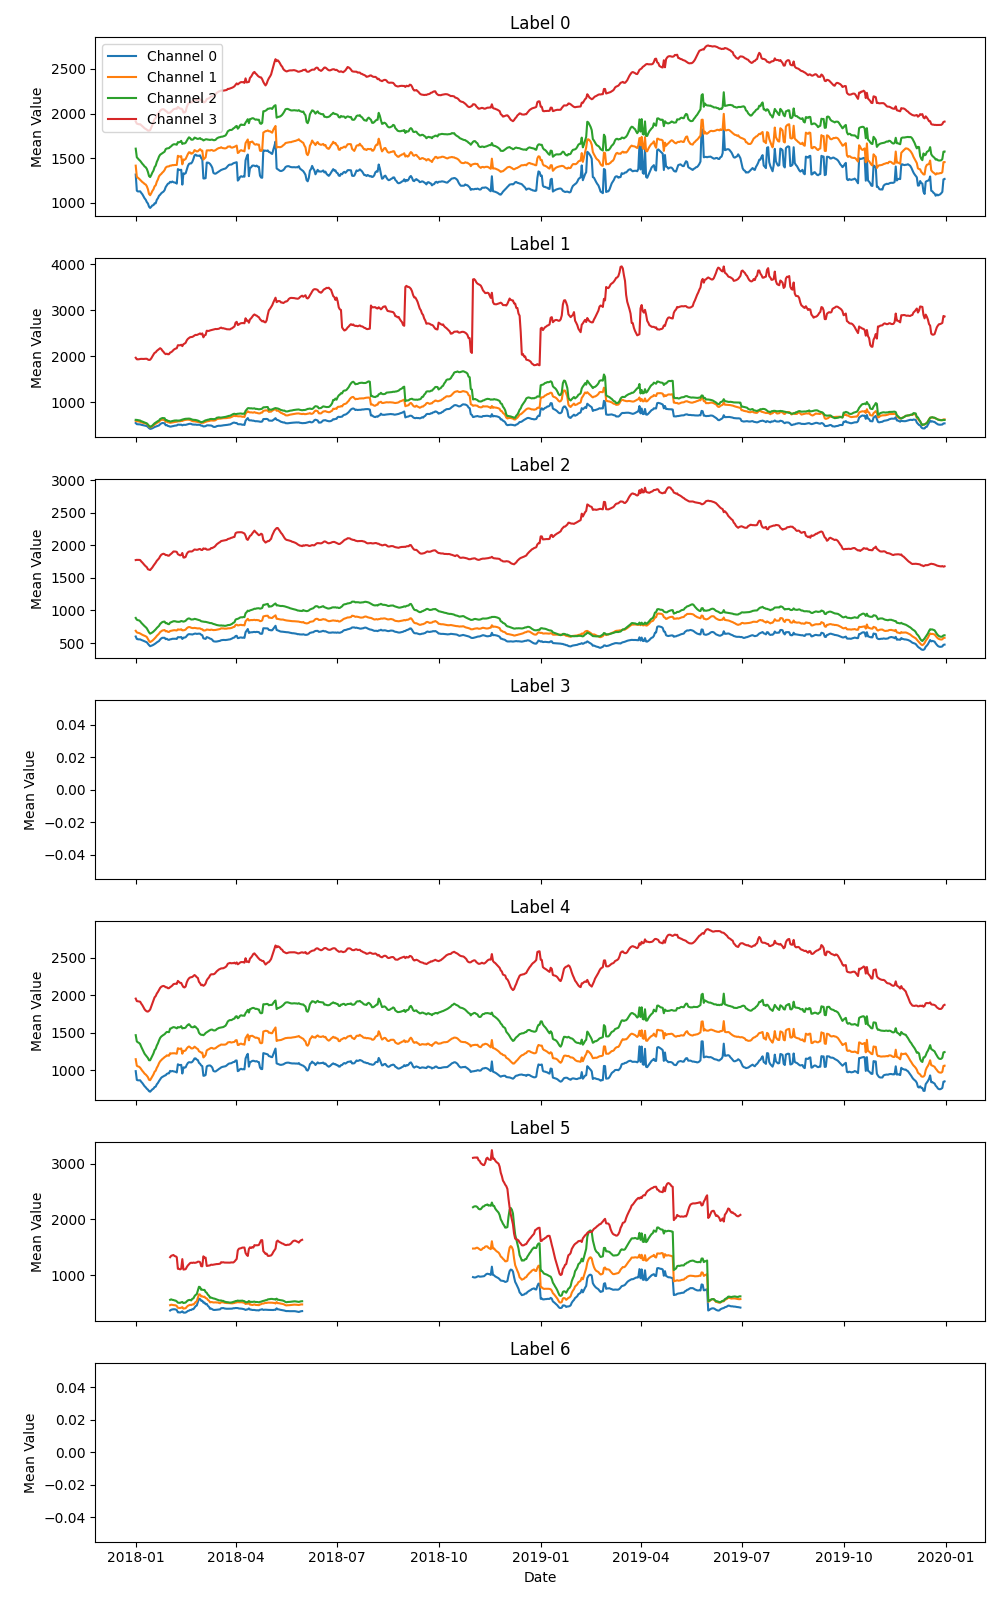 Label 0
Mean Value
2500
2000
1500
1000
Channel 0
Channel 1
Channel 2
Channel 3
Label 1
Mean Value
4000
3000
2000
1000
Label 2
Mean Value
3000
2500
2000
1500
1000
500
Label 3
Mean Value
0.04
0.02
0.00
−0.02
−0.04
Label 4
Mean Value
2500
2000
1500
1000
Label 5
Mean Value
3000
2000
1000
Label 6
Mean Value
0.04
0.02
0.00
−0.02
−0.04
2018-01 2018-04 2018-07 2018-10 2019-01 2019-04 2019-07 2019-10 2020-01
Date